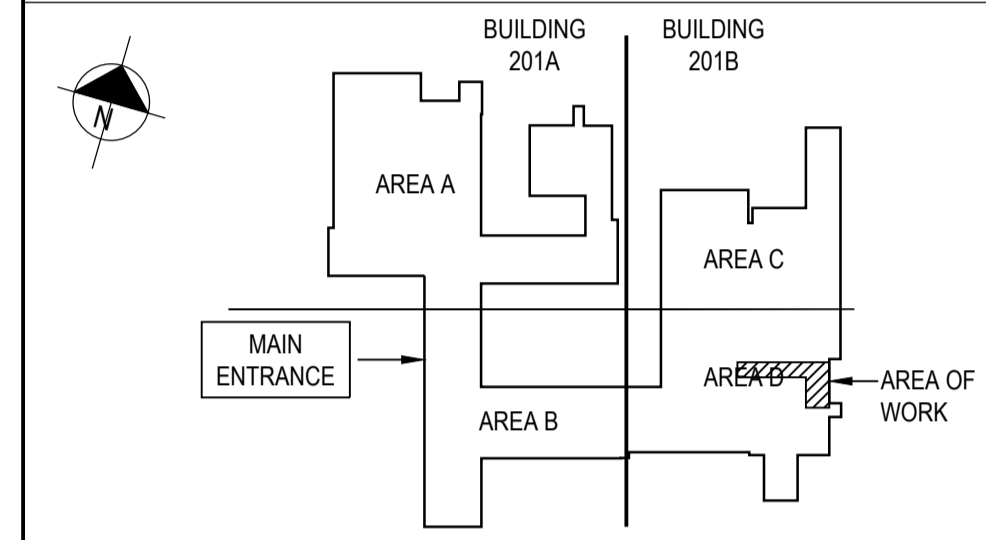 BUILDING
201A
BUILDING
201B
N
AREA A
AREA C
MAIN
ENTRANCE
AREA D
AREA OF
WORK
AREA B